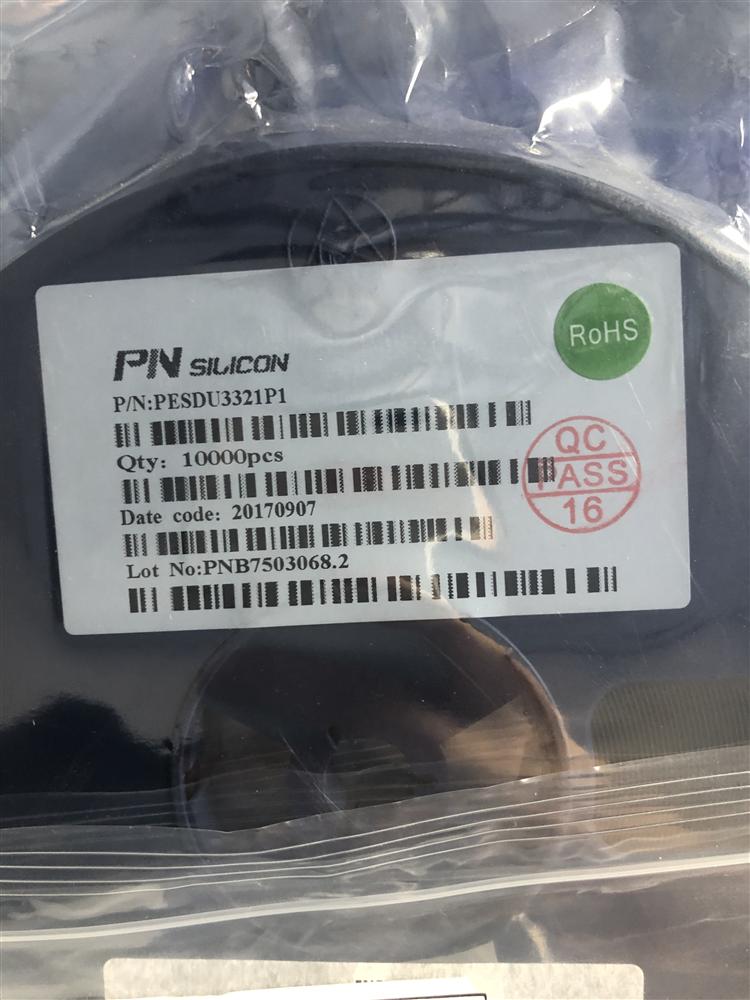 RoHS
PN SILICON
P/N:PESDU3321P1
Qty: 10000pcs
Date code: 20170907
Lot No:PNB7503068.2
QC
PASS
16